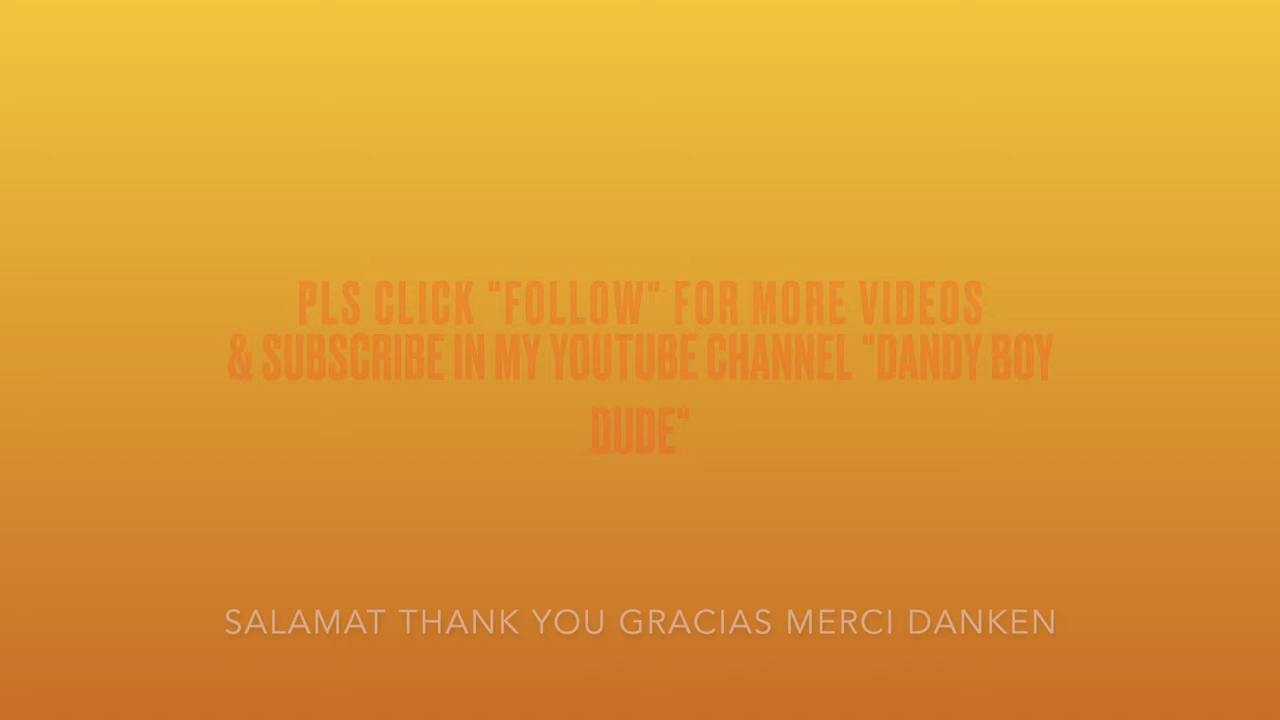 PLS CLICK "FOLLOW" FOR MORE VIDEOS
& SUBSCRIBE IN MY YOUTUBE CHANNEL "DANDY BOY
DUDE"
SALAMAT THANK YOU GRACIAS MERCI DANKEN